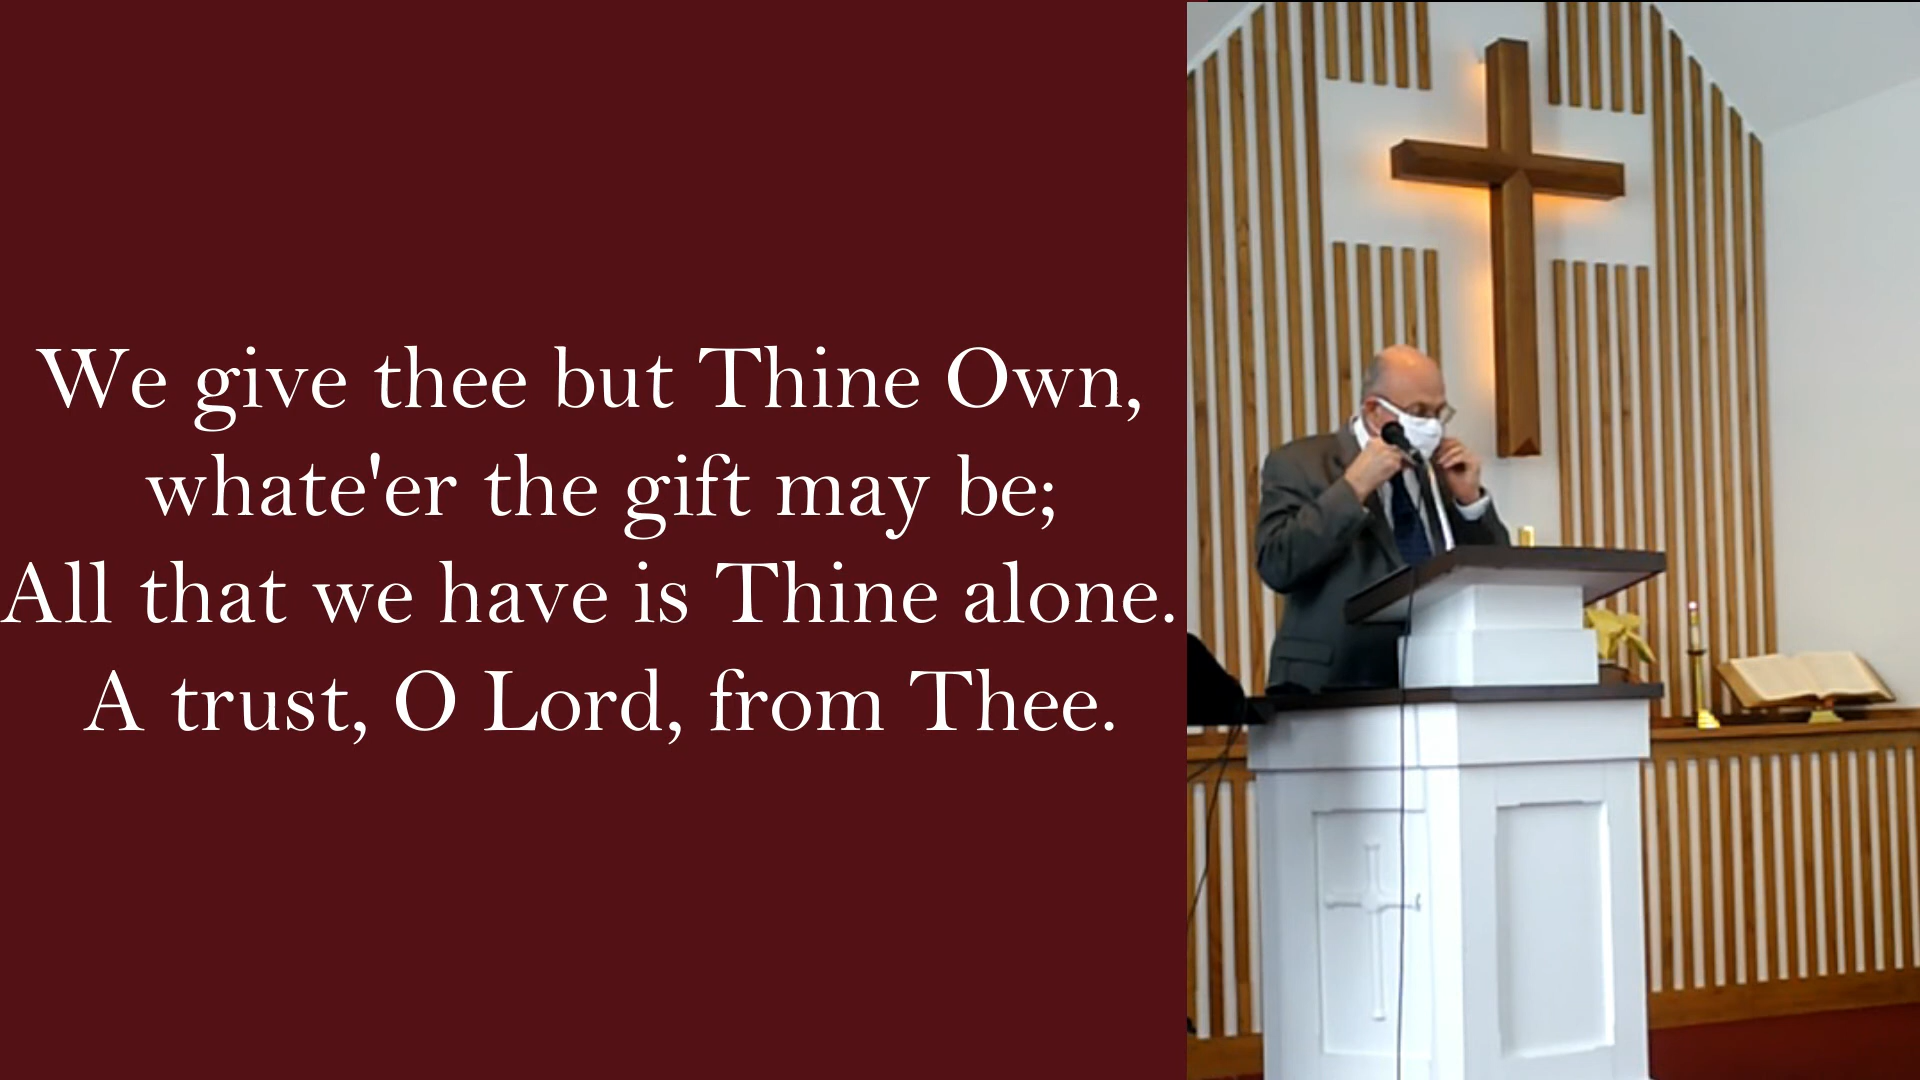 We give thee but Thine Own,
whate'er the gift may be;
All that we have is Thine alone.
A trust, O Lord, from Thee.